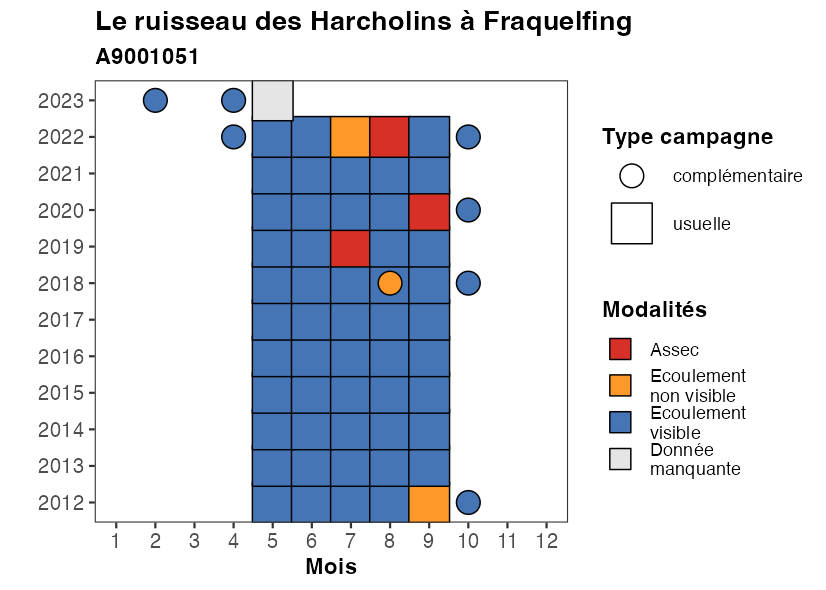 Le ruisseau des Harcholins à Fraquelfing
A9001051
2023
2022
2021
2020
2019
2018
2017
2016
2015
2014
2013
2012
1 2 3 4 5 6 7 8 9 10 11 12
Mois
Type campagne
complémentaire
usuelle
Modalités
Assec
Ecoulement
non visible
Ecoulement
visible
Donnée
manquante